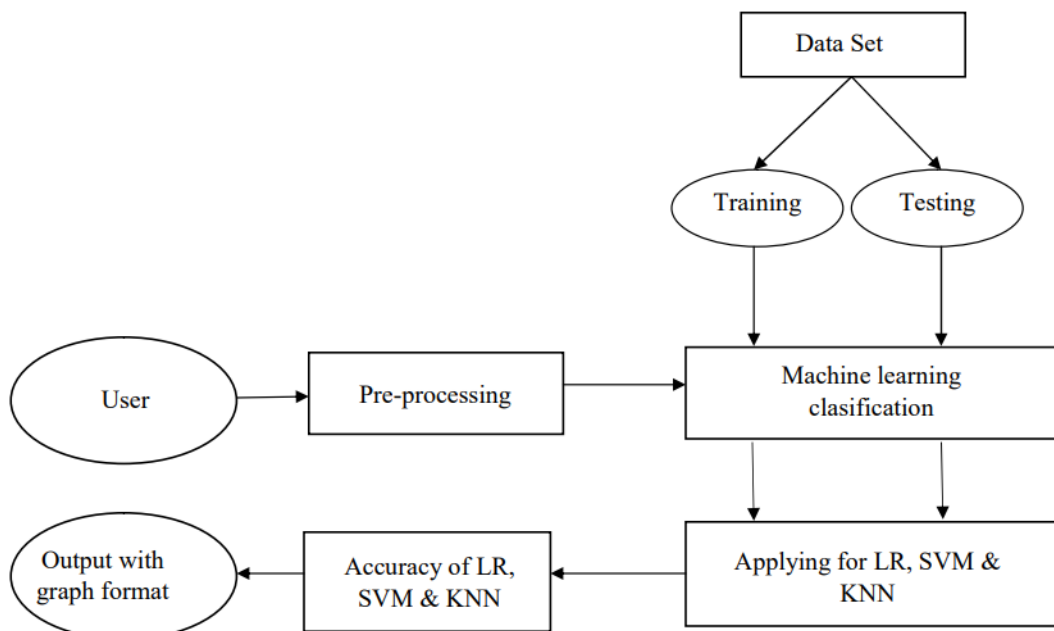 Data Set
Training
Testing
User
Pre-processing
Machine learning
clasification
Output with
graph format
Accuracy of LR,
SVM & KNN
Applying for LR, SVM &
KNN